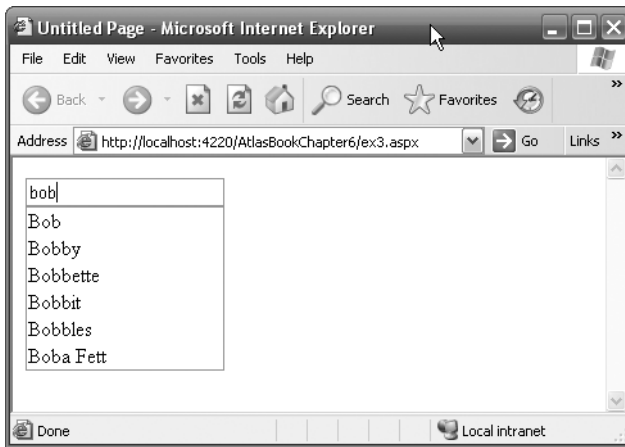 Untitled Page - Microsoft Internet Explorer
File Edit View Favorites Tools Help
Back Search Favorites »
Address http://localhost:4220/AtlasBookChapter6/ex3.aspx Go Links »
bob
Bob
Bobby
Bobbette
Bobbit
Bobbles
Boba Fett
Done Local intranet